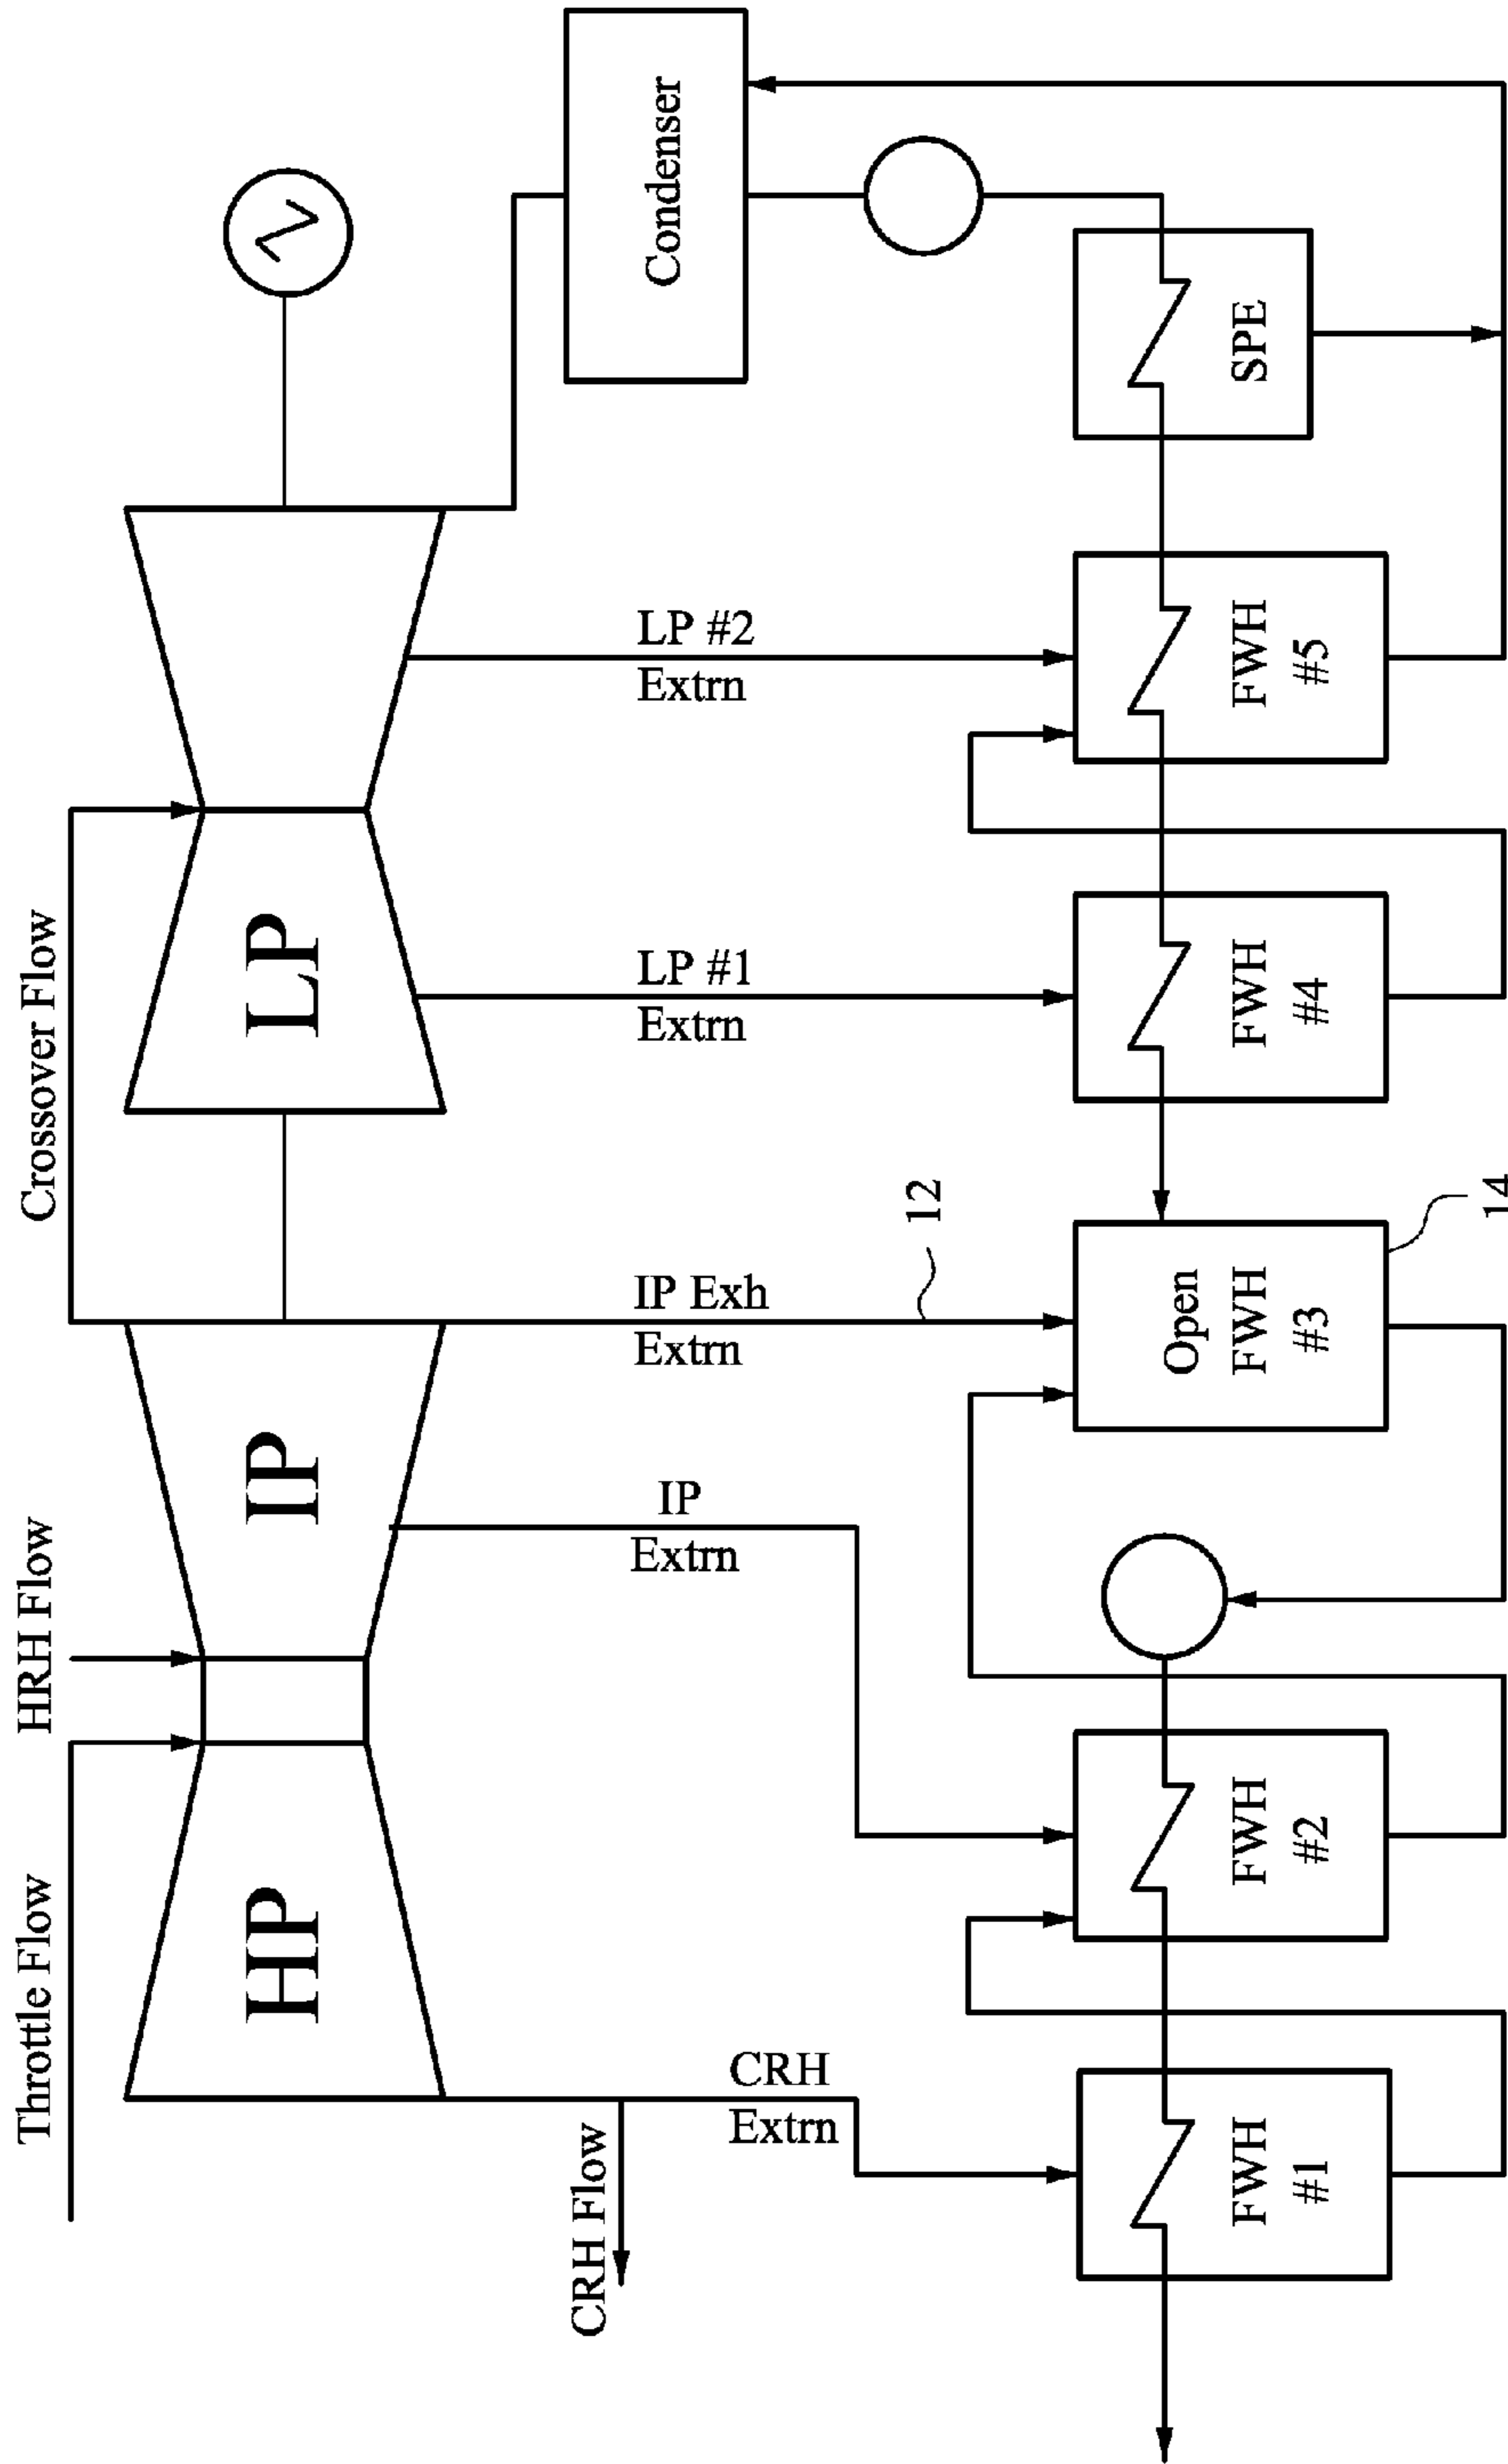 Throttle Flow
HRH Flow
Crossover Flow
HP
IP
LP
CRH Flow
CRH
Extrn
IP
Extrn
IP Exh
Extrn
12
LP #1
Extrn
LP #2
Extrn
Condenser
FWH
#1
FWH
#2
Open
FWH
#3
14
FWH
#4
FWH
#5
SPE